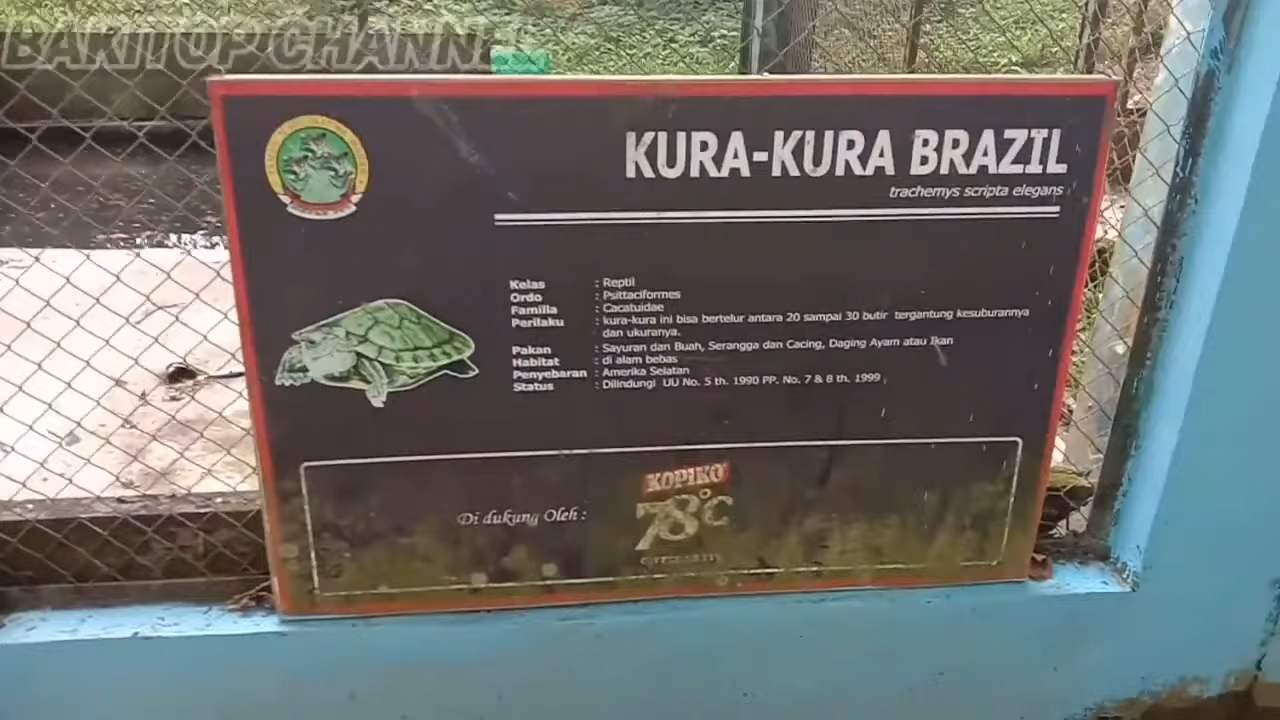 BAKITOP CHANNEL
KURA-KURA BRAZIL
trachemys scripta elegans
Kelas : Reptil
Ordo : Psittaciformes
Familia : Cacatuidae
Perilaku : kura-kura ini bisa bertelur antara 20 sampai 30 butir tergantung kesuburannya
dan ukuranya.
Pakan : Sayuran dan Buah, Serangga dan Cacing, Daging Ayam atau Ikan
Habitat : di alam bebas
Penyebaran : Amerika Selatan
Status : Dilindungi UU No. 5 th. 1990 PP. No. 7 & 8 th. 1999
Di dukung Oleh :
KOPIKO
78°C